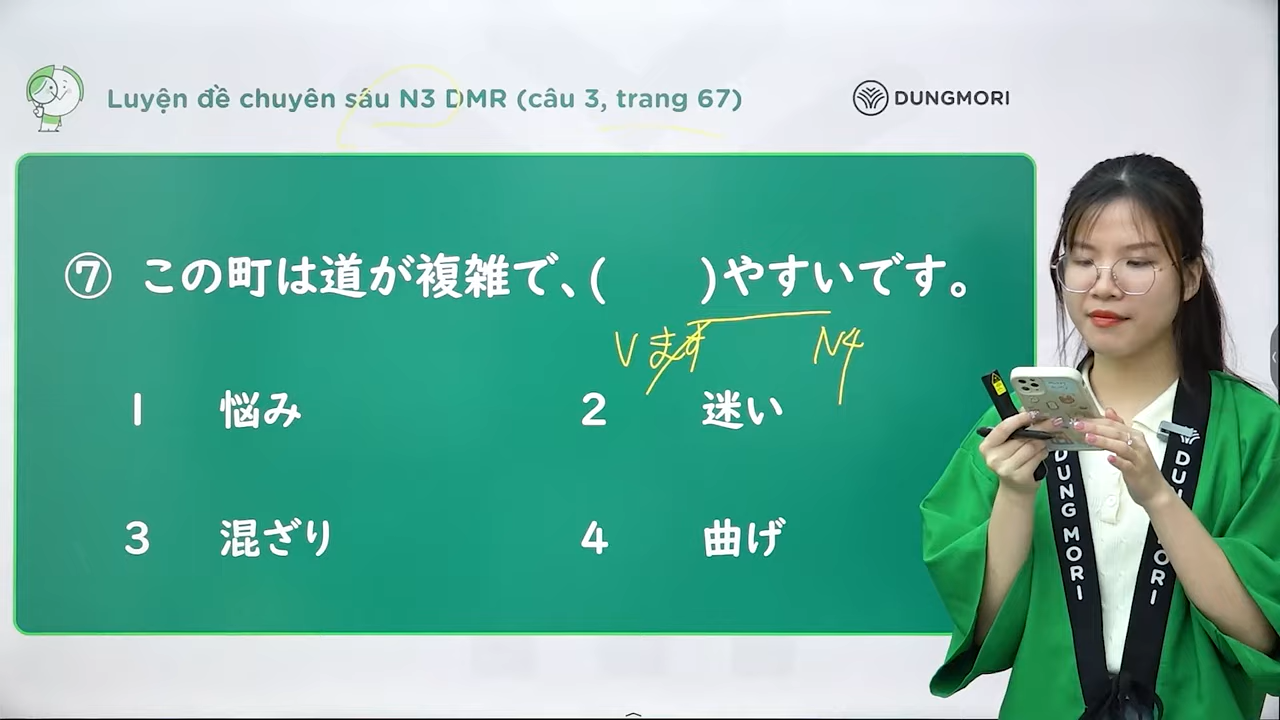 Luyện đề chuyên sâu N3 DMR (câu 3, trang 67)
DUNGMORI
⑦ この町は道が複雑で、( )やすいです。
Vます N4
1 悩み 2 迷い
3 混ざり 4 曲げ
DUNG MORI
DUNG MORI